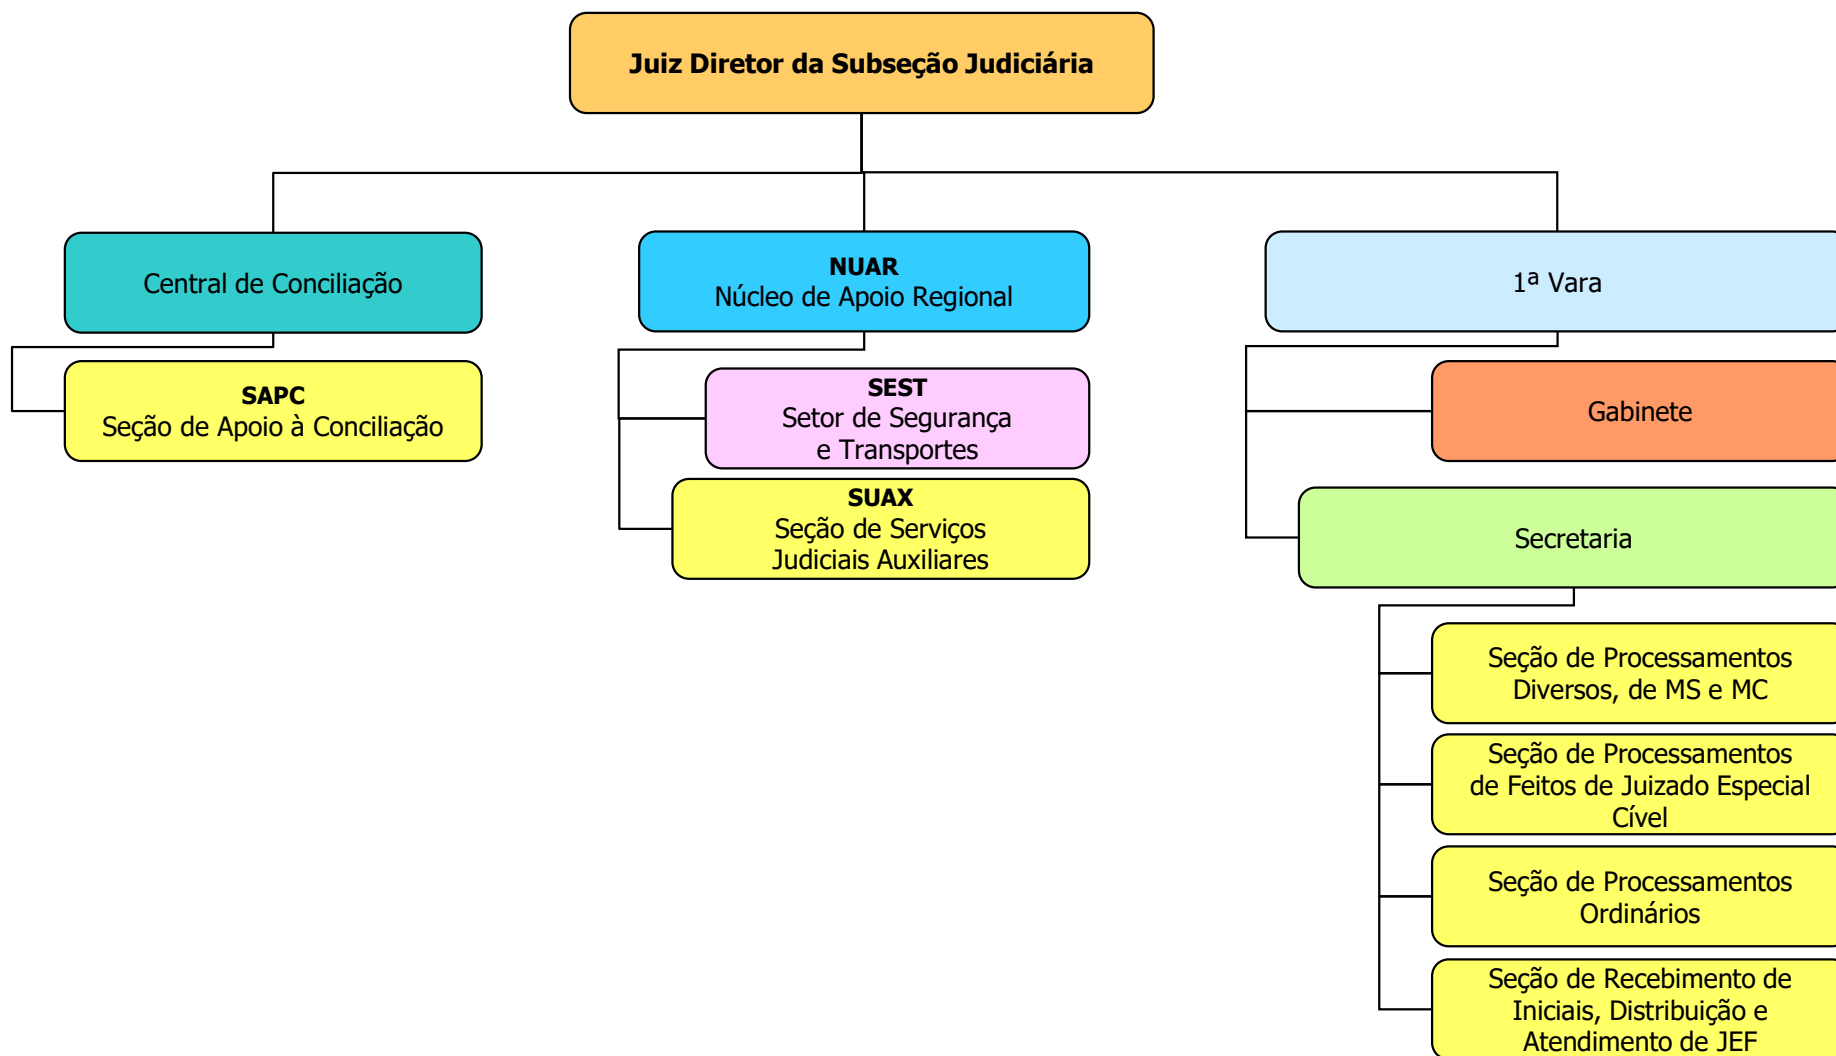 Juiz Diretor da Subseção Judiciária
Central de Conciliação
NUAR
Núcleo de Apoio Regional
1ª Vara
SAPC
Seção de Apoio à Conciliação
SEST
Setor de Segurança
e Transportes
SUAX
Seção de Serviços
Judiciais Auxiliares
Gabinete
Secretaria
Seção de Processamentos
Diversos, de MS e MC
Seção de Processamentos
de Feitos de Juizado Especial
Cível
Seção de Processamentos
Ordinários
Seção de Recebimento de
Iniciais, Distribuição e
Atendimento de JEF